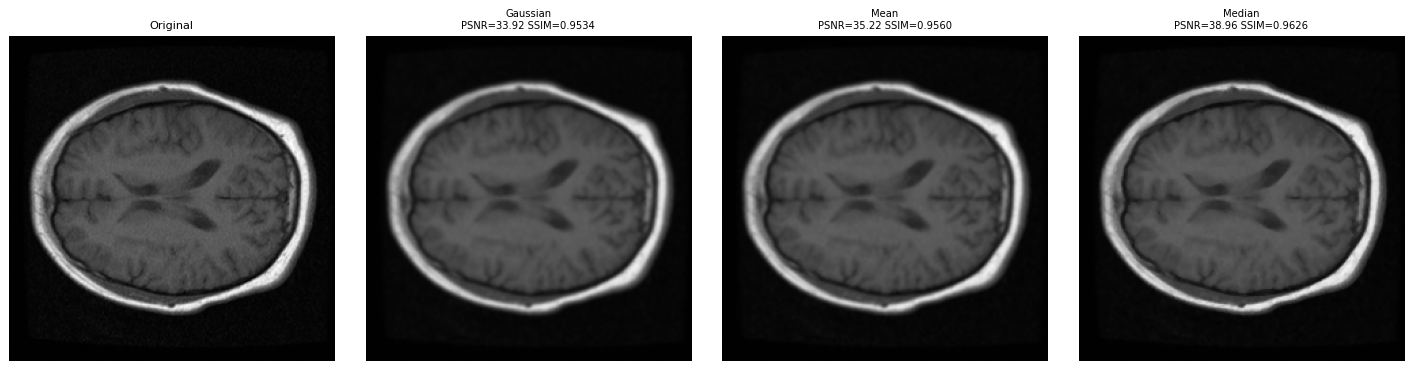 Original
Gaussian
PSNR=33.92 SSIM=0.9534
Mean
PSNR=35.22 SSIM=0.9560
Median
PSNR=38.96 SSIM=0.9626